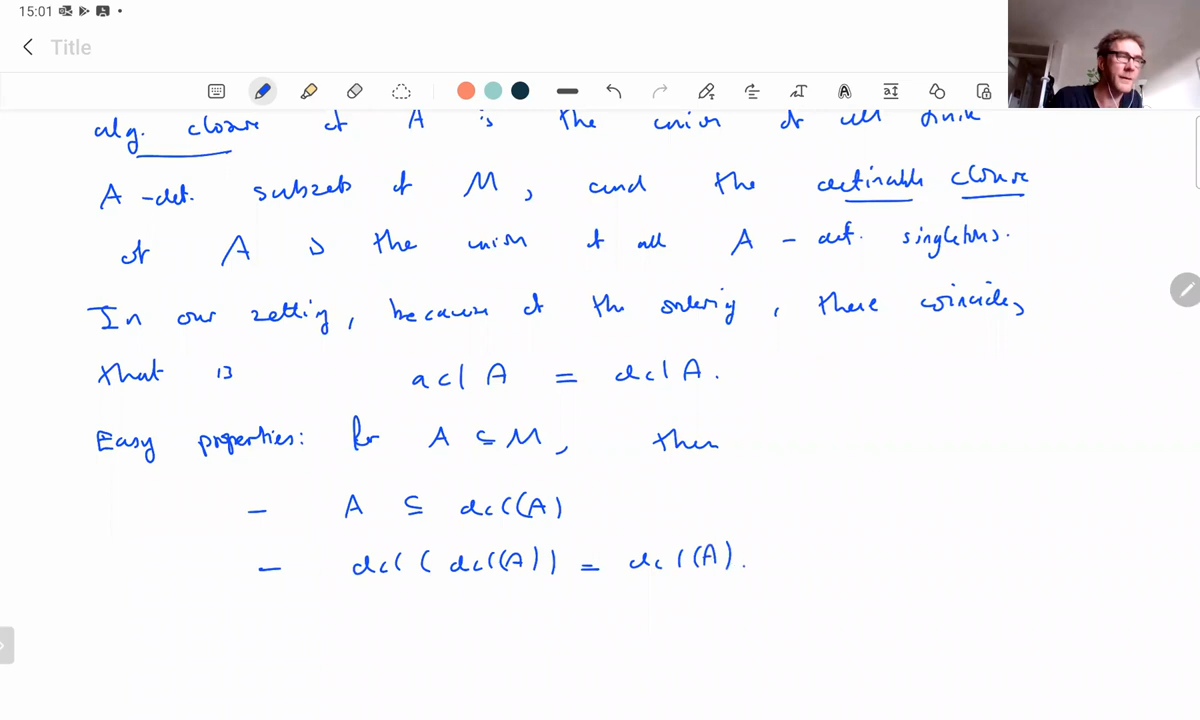 15:01
Title
alg. closure of A is the union of all finite
A-def. subsets of M, and the definable closure
of A is the union of all A-def. singletons.
In our setting, because of the ordering, these coincide,
that is acl A = dcl A.
Easy properties: for A ⊆ M, then
– A ⊆ dcl(A)
– dcl(dcl(A)) = dcl(A).